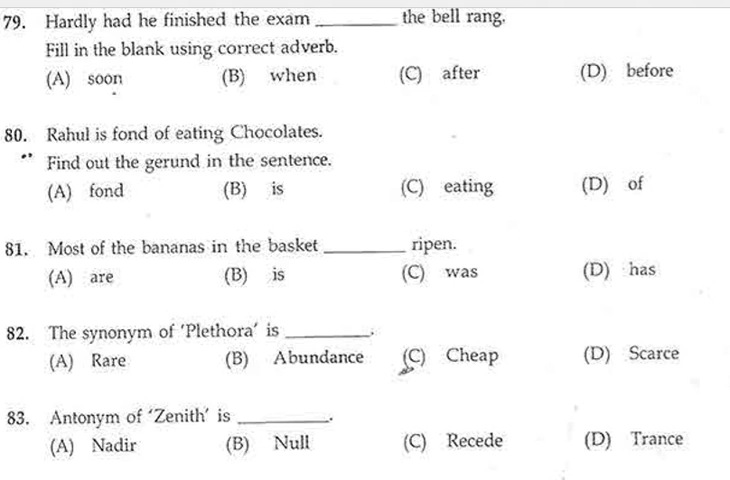 79. Hardly had he finished the exam ________ the bell rang.
Fill in the blank using correct adverb.
(A) soon (B) when (C) after (D) before
80. Rahul is fond of eating Chocolates.
Find out the gerund in the sentence.
(A) fond (B) is (C) eating (D) of
81. Most of the bananas in the basket ________ ripen.
(A) are (B) is (C) was (D) has
82. The synonym of 'Plethora' is ________.
(A) Rare (B) Abundance (C) Cheap (D) Scarce
83. Antonym of 'Zenith' is ________.
(A) Nadir (B) Null (C) Recede (D) Trance